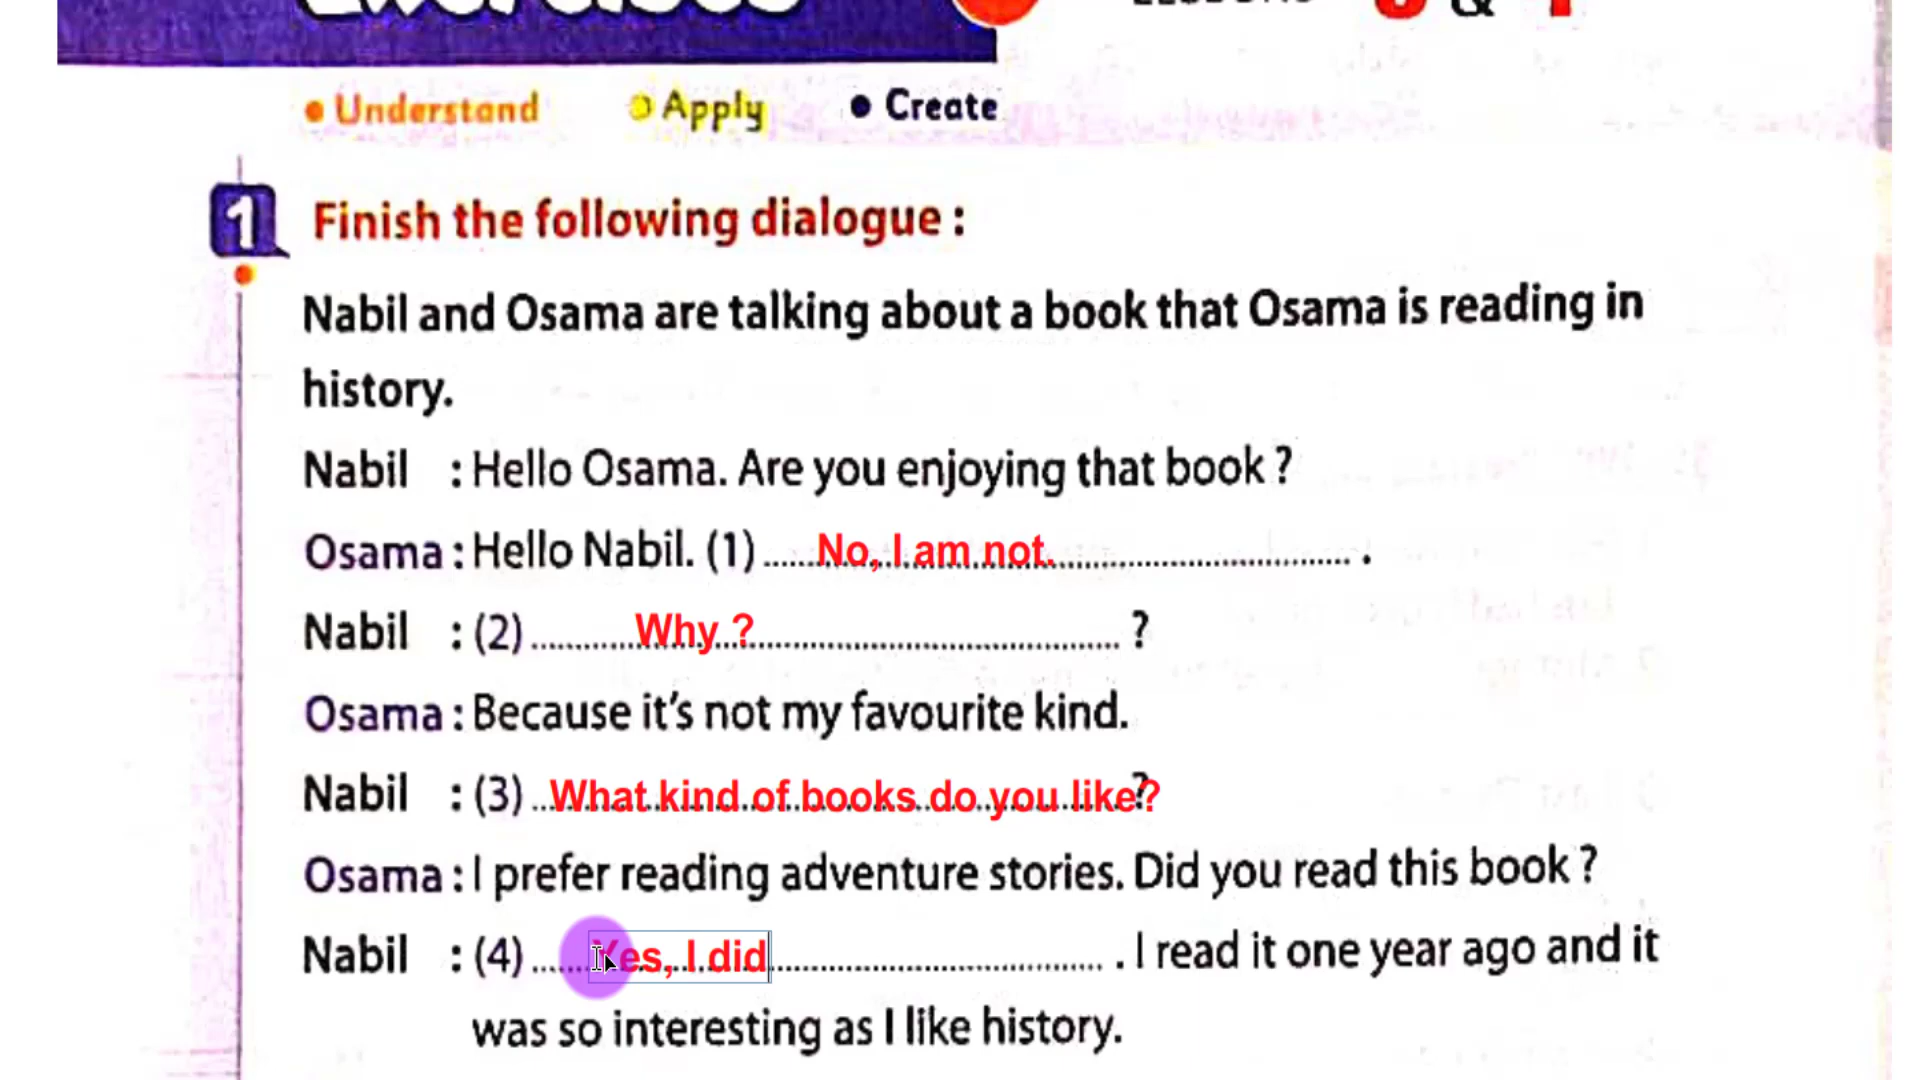 Exercises
LESSONS 3 & 4
Understand Apply Create
1 Finish the following dialogue :
Nabil and Osama are talking about a book that Osama is reading in
history.
Nabil : Hello Osama. Are you enjoying that book ?
Osama : Hello Nabil. (1) ...... No, I am not. ...................... .
Nabil : (2) .......... Why ? ...................... ?
Osama : Because it's not my favourite kind.
Nabil : (3) .. What kind of books do you like? ?
Osama : I prefer reading adventure stories. Did you read this book ?
Nabil : (4) ...... Yes, I did ...................... . I read it one year ago and it
was so interesting as I like history.